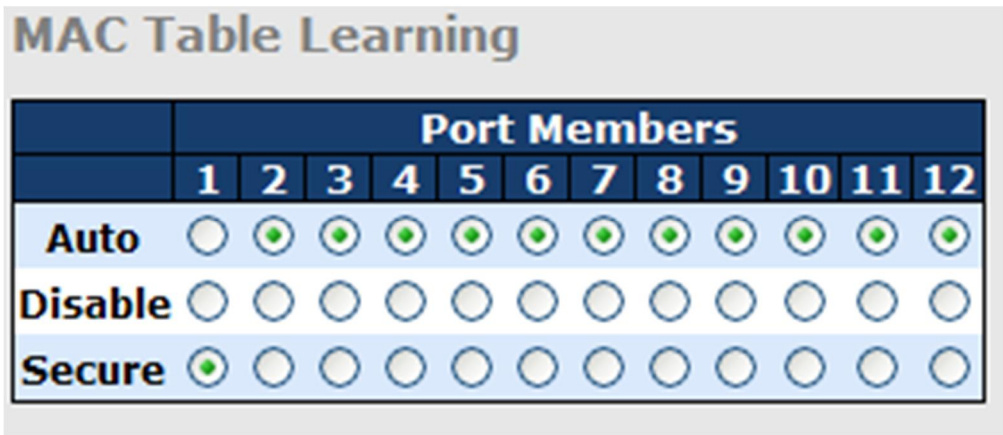 MAC Table Learning
Port Members
1 2 3 4 5 6 7 8 9 10 11 12
Auto
Disable
Secure